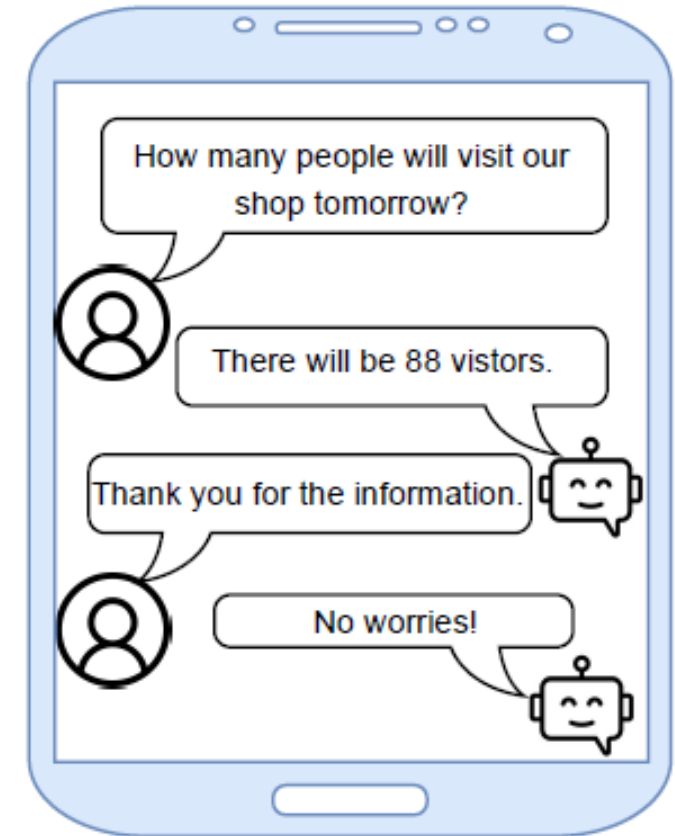 How many people will visit our
shop tomorrow?
There will be 88 vistors.
Thank you for the information.
No worries!